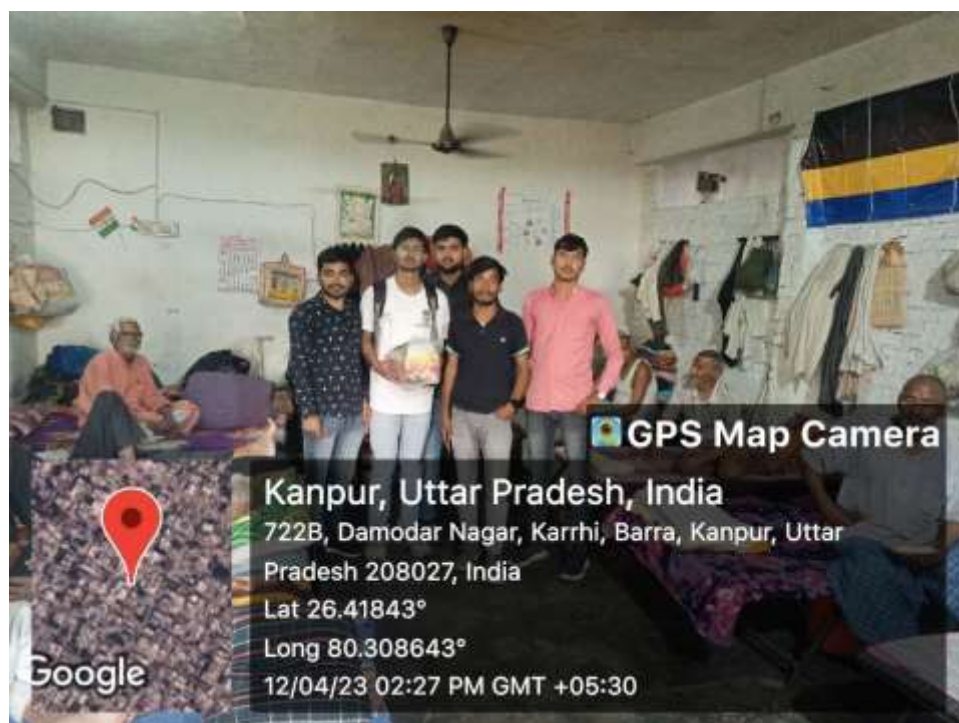 GPS Map Camera
Kanpur, Uttar Pradesh, India
722B, Damodar Nagar, Karrhi, Barra, Kanpur, Uttar
Pradesh 208027, India
Lat 26.41843°
Long 80.308643°
12/04/23 02:27 PM GMT +05:30
Google